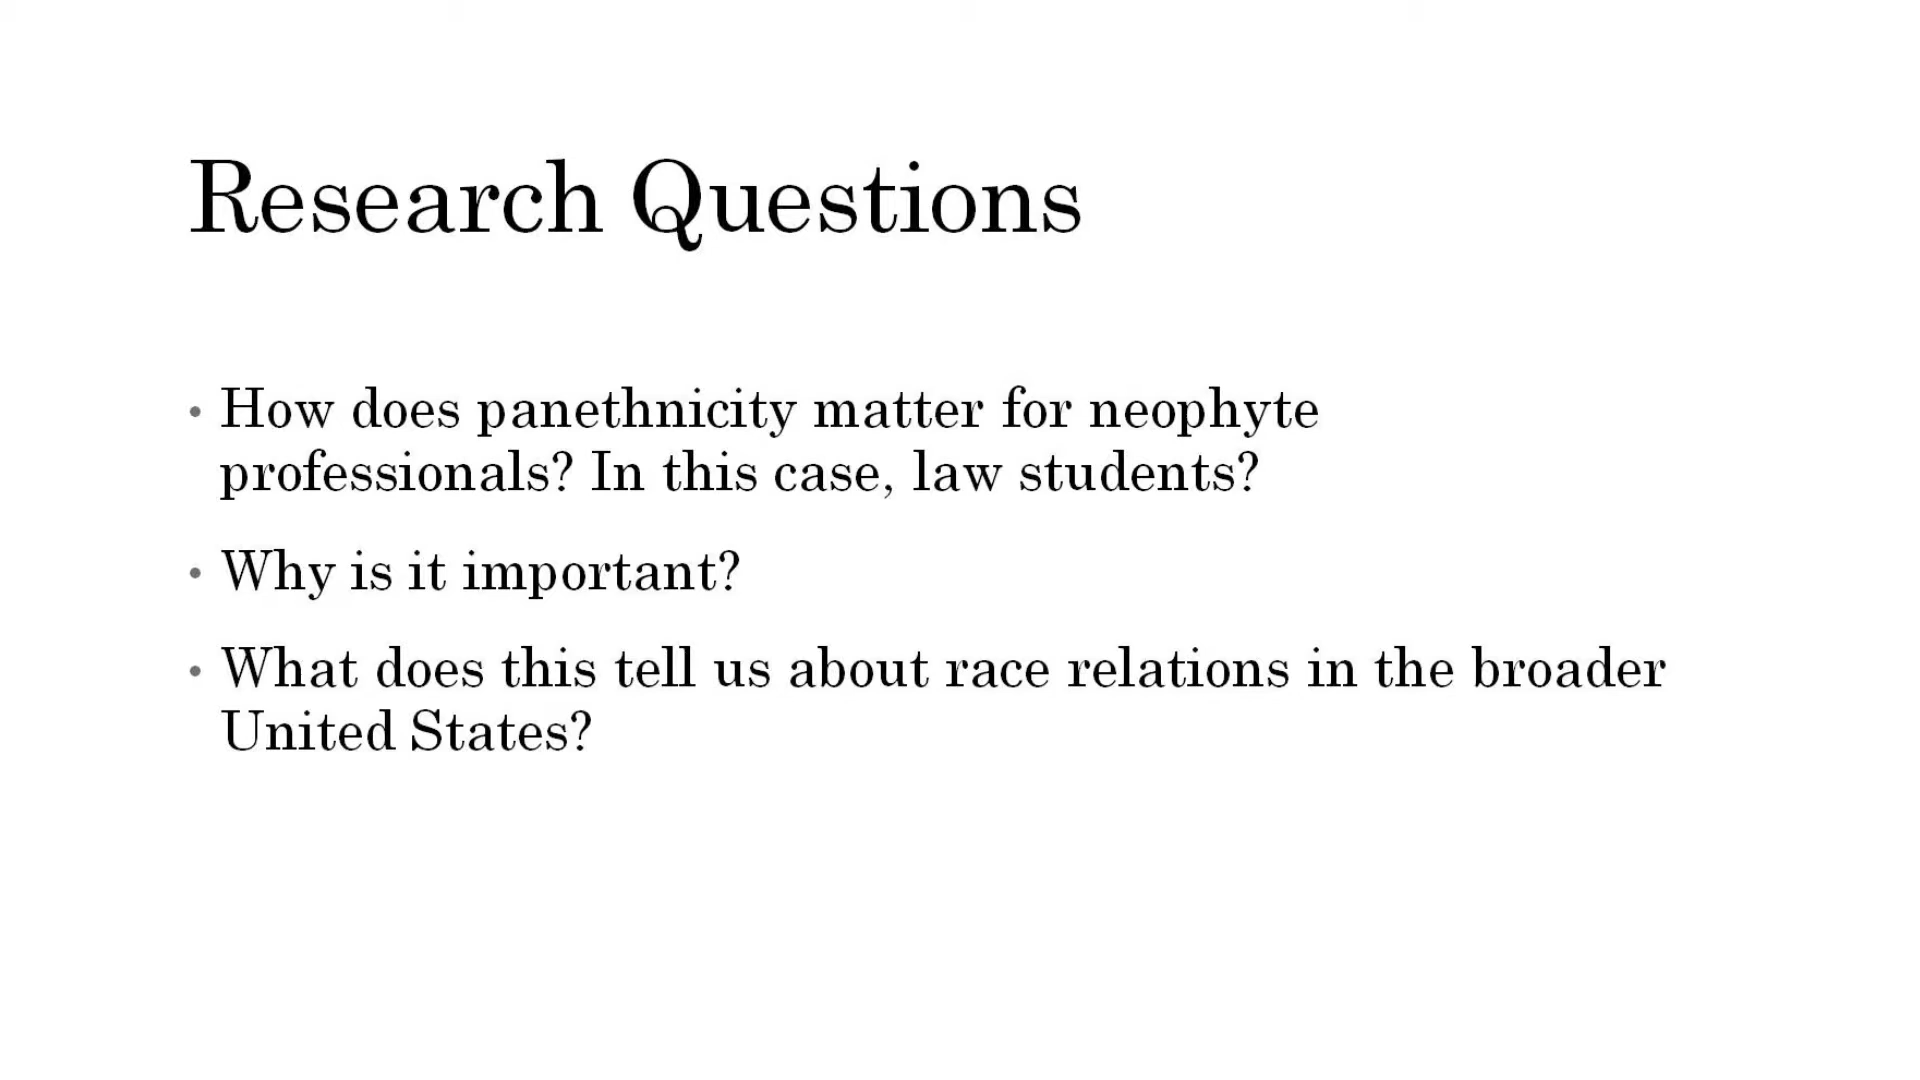 Research Questions
• How does panethnicity matter for neophyte
professionals? In this case, law students?
• Why is it important?
• What does this tell us about race relations in the broader
United States?